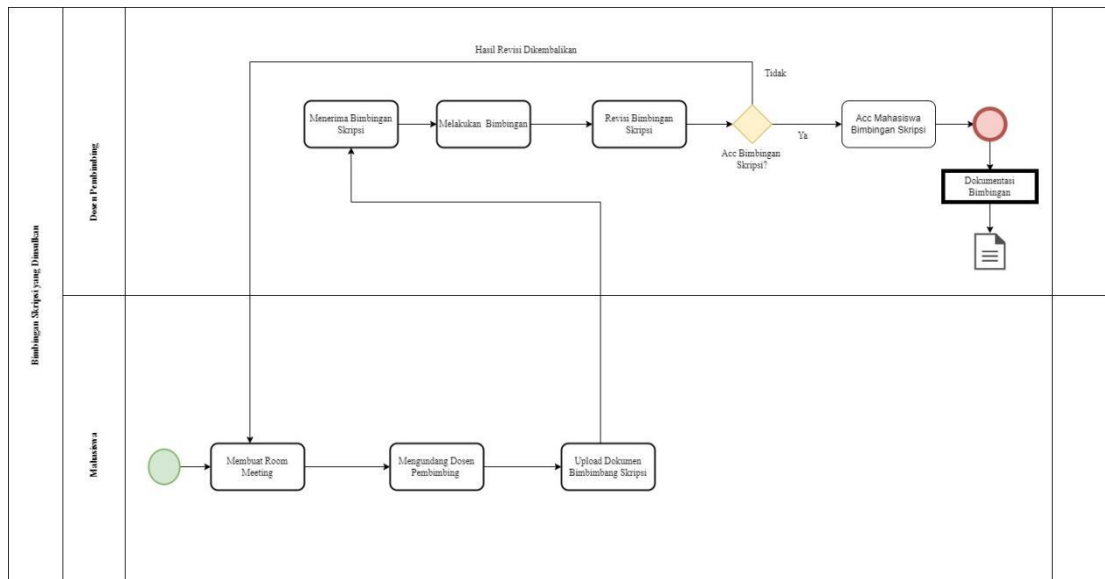 Bimbingan Skripsi yang Diusulkan
Dosen Pembimbing
Hasil Revisi Dikembalikan
Tidak
Menerima Bimbingan
Skripsi
Melakukan Bimbingan
Revisi Bimbingan
Skripsi
Acc Bimbingan
Skripsi?
Ya
Acc Mahasiswa
Bimbingan Skripsi
Dokumentasi
Bimbingan
Mahasiswa
Membuat Room
Meeting
Mengundang Dosen
Pembimbing
Upload Dokumen
Bimbimbang Skripsi